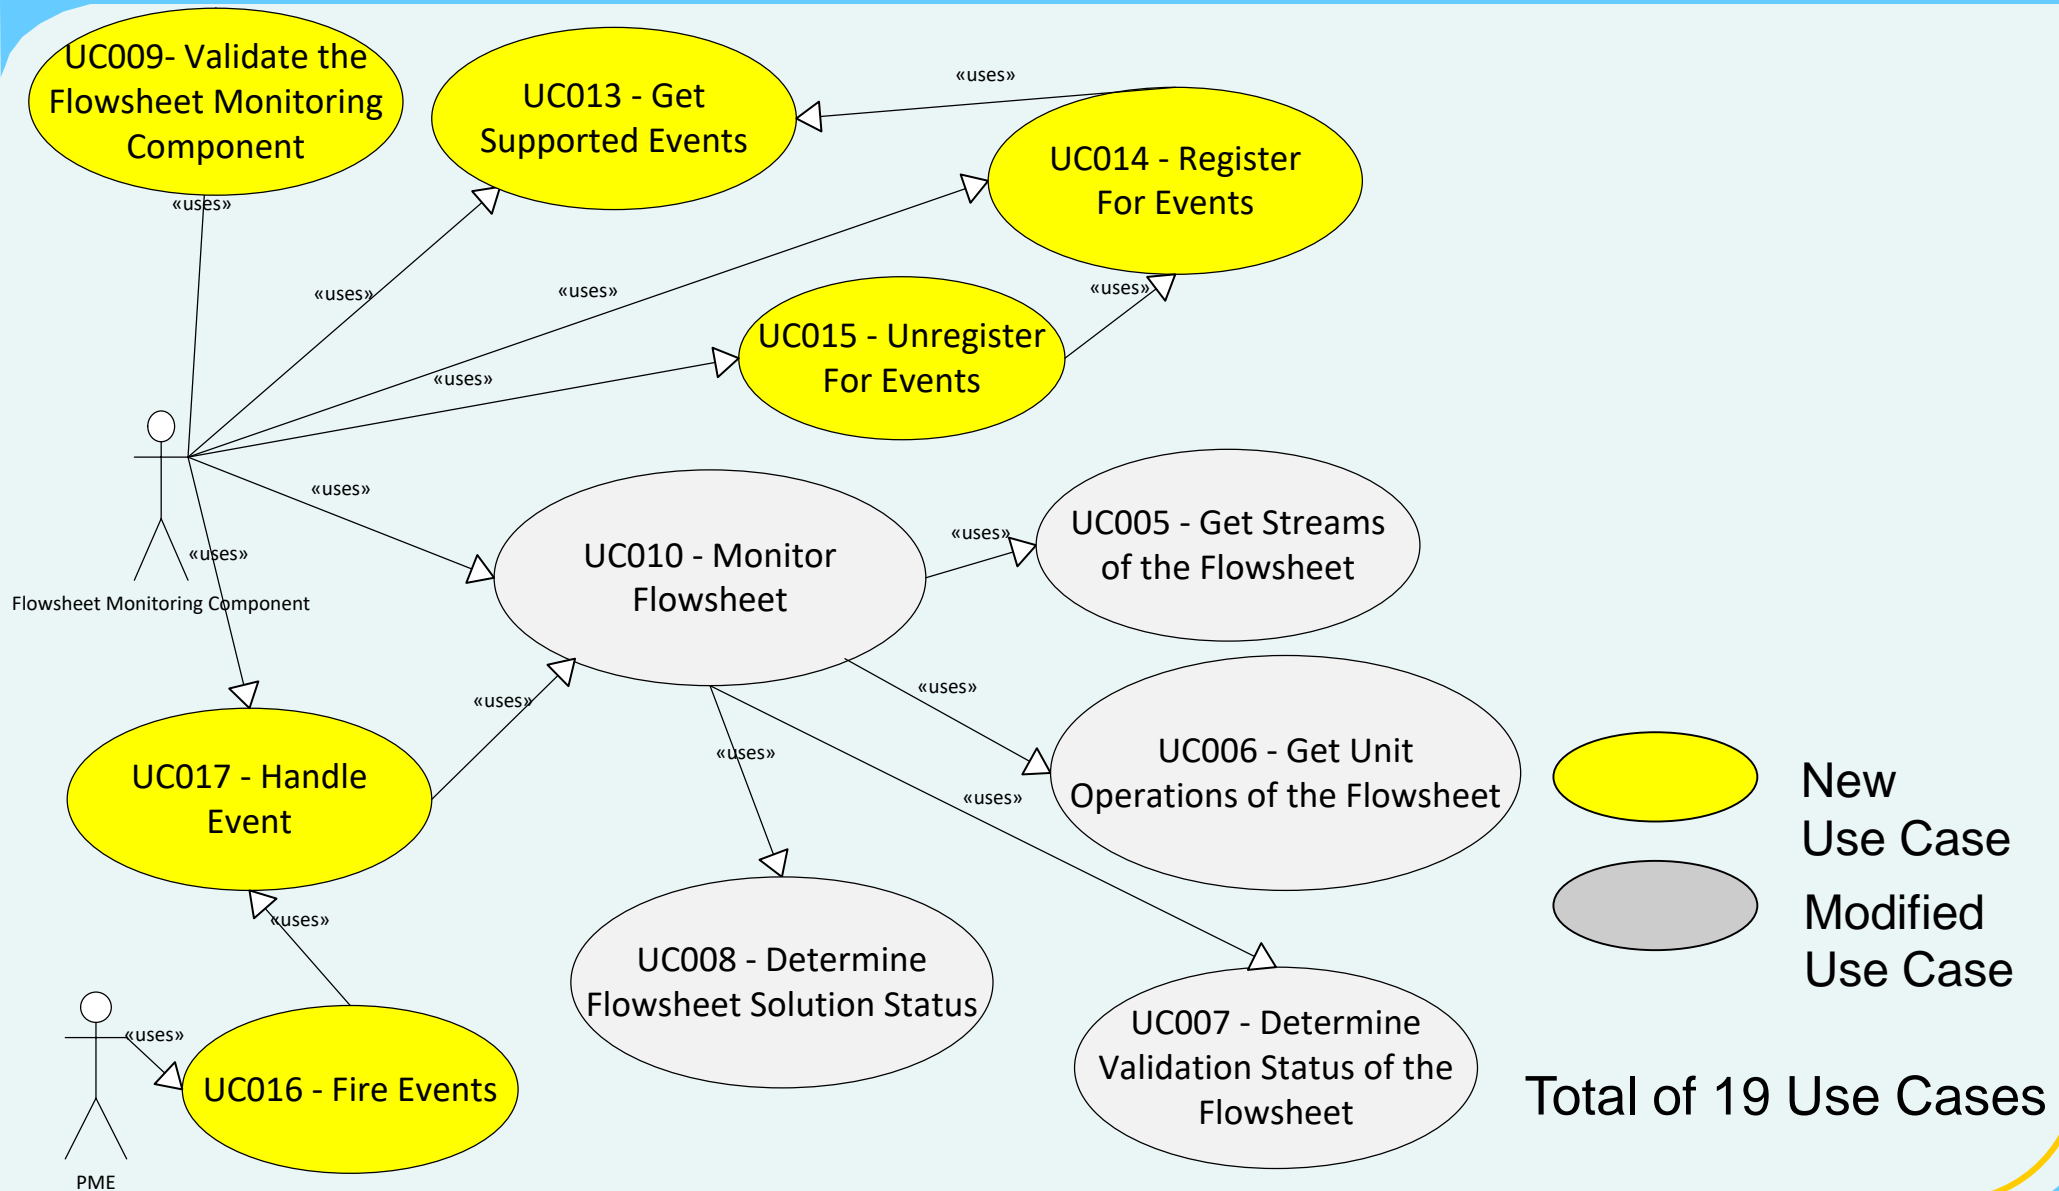 UC009- Validate the
Flowsheet Monitoring
Component
«uses»
UC013 - Get
Supported Events
«uses»
UC014 - Register
For Events
«uses»
«uses»
«uses»
UC015 - Unregister
For Events
«uses»
Flowsheet Monitoring Component
«uses»
«uses»
UC010 - Monitor
Flowsheet
«uses»
UC005 - Get Streams
of the Flowsheet
«uses»
«uses»
«uses»
«uses»
UC006 - Get Unit
Operations of the Flowsheet
UC017 - Handle
Event
«uses»
UC008 - Determine
Flowsheet Solution Status
UC007 - Determine
Validation Status of the
Flowsheet
«uses»
PME
UC016 - Fire Events
New
Use Case
Modified
Use Case
Total of 19 Use Cases